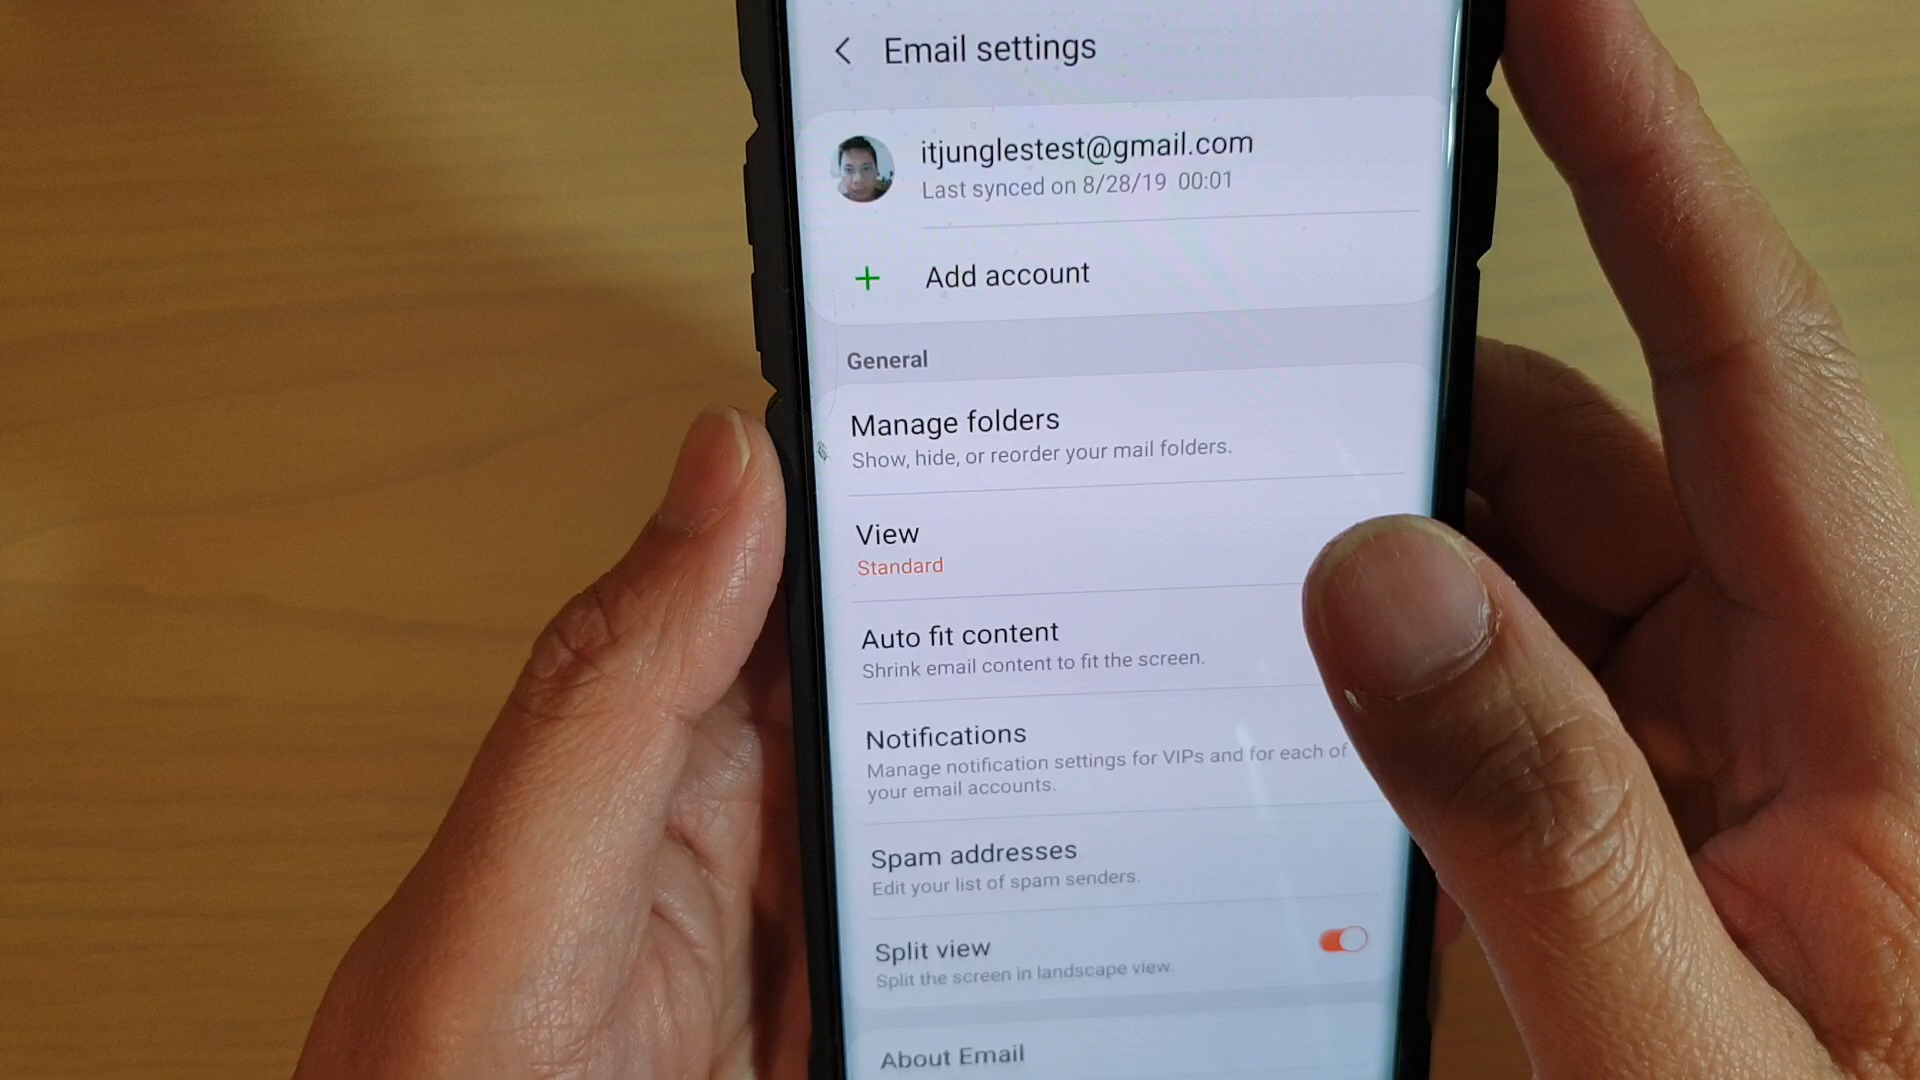 Email settings
itjunglestest@gmail.com
Last synced on 8/28/19 00:01
+ Add account
General
Manage folders
Show, hide, or reorder your mail folders.
View
Standard
Auto fit content
Shrink email content to fit the screen.
Notifications
Manage notification settings for VIPs and for each of
your email accounts.
Spam addresses
Edit your list of spam senders.
Split view
Split the screen in landscape view.
About Email